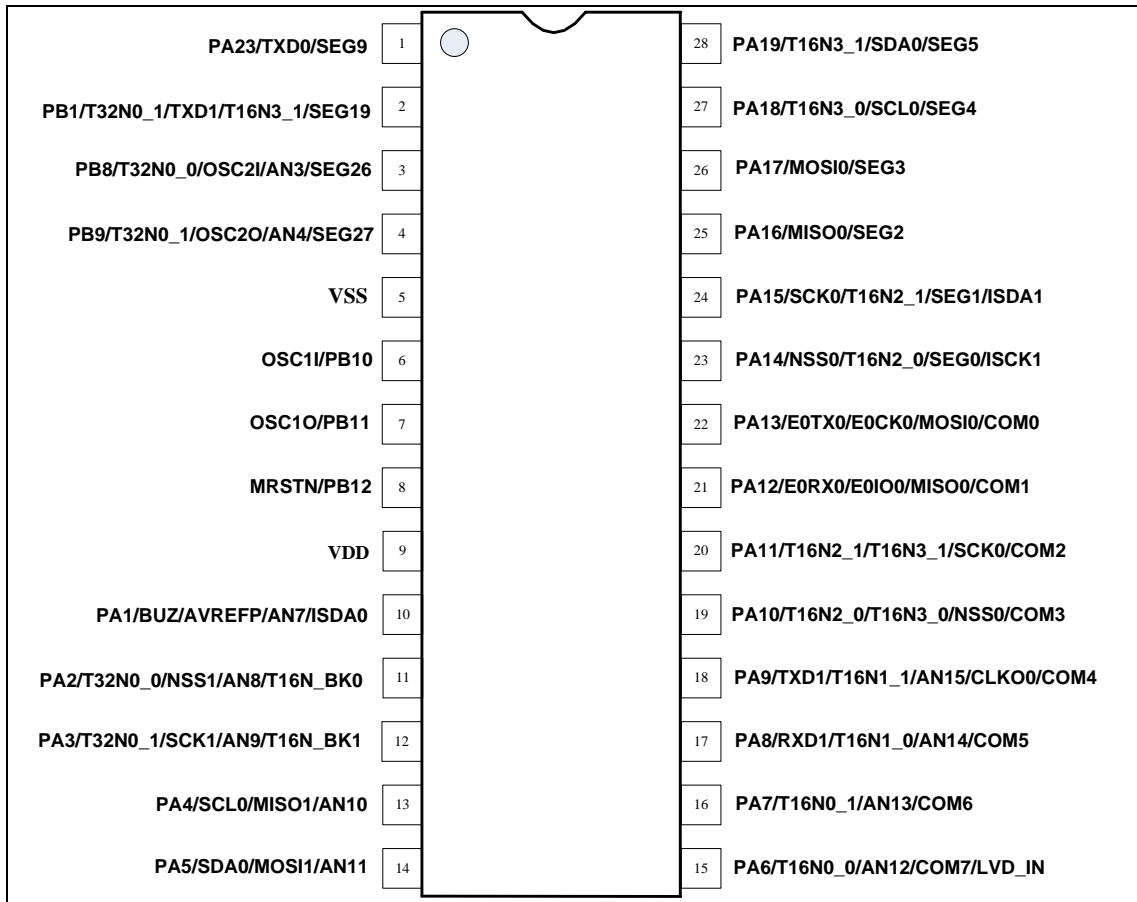 PA23/TXD0/SEG9 1 28 PA19/T16N3_1/SDA0/SEG5
PB1/T32N0_1/TXD1/T16N3_1/SEG19 2 27 PA18/T16N3_0/SCL0/SEG4
PB8/T32N0_0/OSC2I/AN3/SEG26 3 26 PA17/MOSI0/SEG3
PB9/T32N0_1/OSC2O/AN4/SEG27 4 25 PA16/MISO0/SEG2
VSS 5 24 PA15/SCK0/T16N2_1/SEG1/ISDA1
OSC1I/PB10 6 23 PA14/NSS0/T16N2_0/SEG0/ISCK1
OSC1O/PB11 7 22 PA13/E0TX0/E0CK0/MOSI0/COM0
MRSTN/PB12 8 21 PA12/E0RX0/E0IO0/MISO0/COM1
VDD 9 20 PA11/T16N2_1/T16N3_1/SCK0/COM2
PA1/BUZ/AVREFP/AN7/ISDA0 10 19 PA10/T16N2_0/T16N3_0/NSS0/COM3
PA2/T32N0_0/NSS1/AN8/T16N_BK0 11 18 PA9/TXD1/T16N1_1/AN15/CLKO0/COM4
PA3/T32N0_1/SCK1/AN9/T16N_BK1 12 17 PA8/RXD1/T16N1_0/AN14/COM5
PA4/SCL0/MISO1/AN10 13 16 PA7/T16N0_1/AN13/COM6
PA5/SDA0/MOSI1/AN11 14 15 PA6/T16N0_0/AN12/COM7/LVD_IN